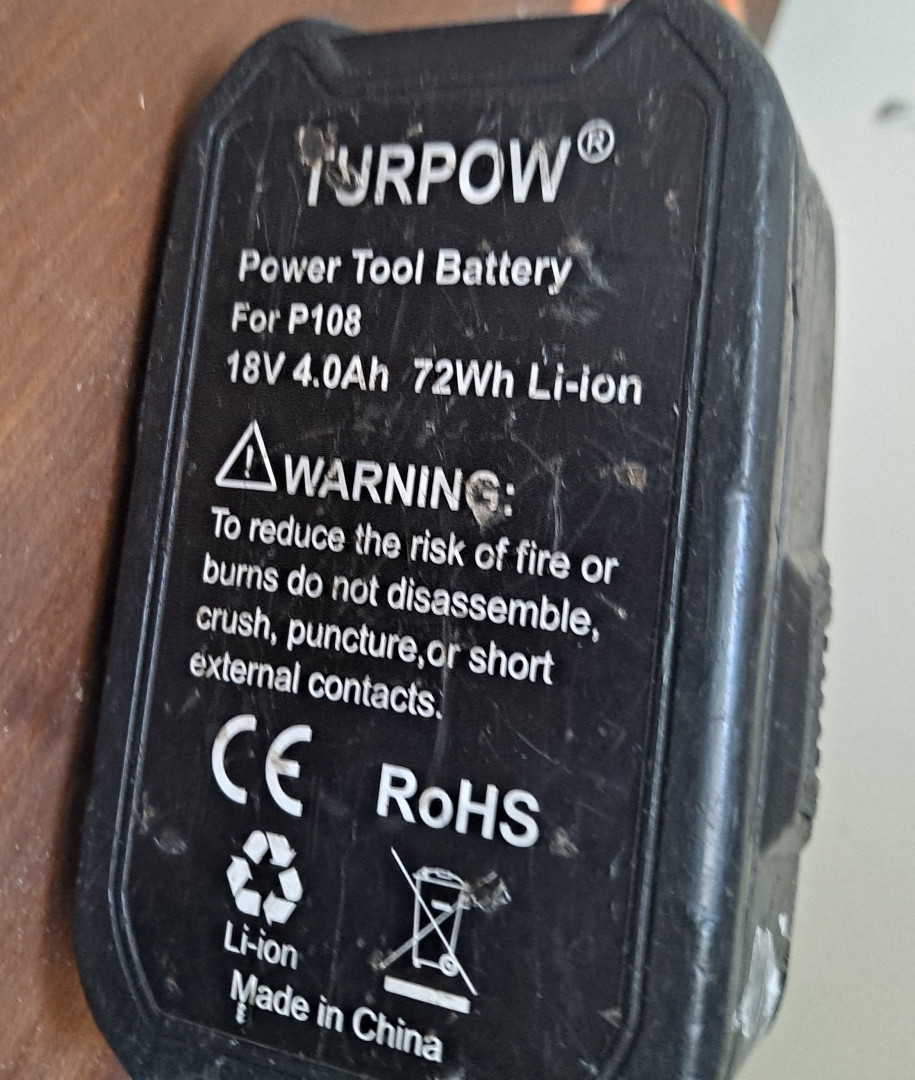 TURPOW®
Power Tool Battery
For P108
18V 4.0Ah 72Wh Li-ion
WARNING:
To reduce the risk of fire or
burns do not disassemble,
crush, puncture,or short
external contacts.
CE RoHS
Li-ion
Made in China